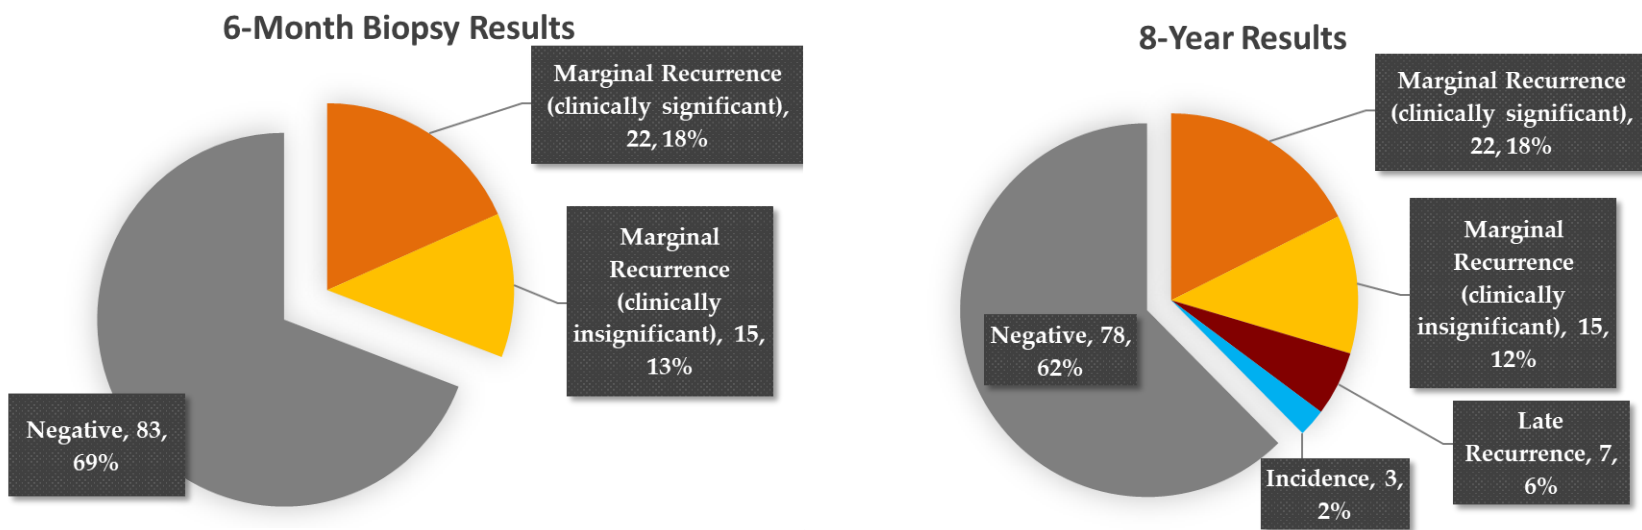 6-Month Biopsy Results
Marginal Recurrence
(clinically significant),
22, 18%
Marginal
Recurrence
(clinically
insignificant), 15,
13%
Negative, 83,
69%
8-Year Results
Marginal Recurrence
(clinically significant),
22, 18%
Marginal
Recurrence
(clinically
insignificant), 15,
12%
Negative, 78,
62%
Late
Recurrence, 7,
6%
Incidence, 3,
2%